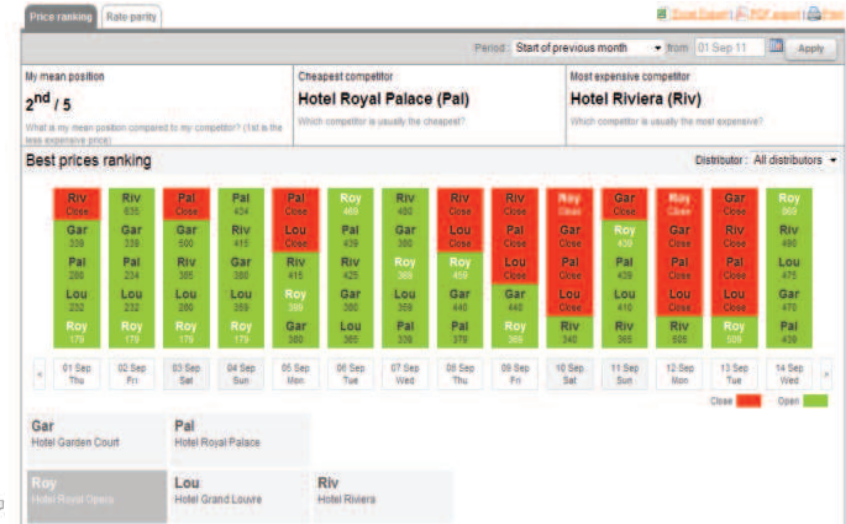 Price ranking Rate parity Excel Export | PDF export | Print
Period: Start of previous month from 01 Sep 11 Apply
My mean position Cheapest competitor Most expensive competitor
2nd / 5 Hotel Royal Palace (Pal) Hotel Riviera (Riv)
What is my mean position compared to my competitor? (1st is the less expensive price) Which competitor is usually the cheapest? Which competitor is usually the most expensive?
Best prices ranking Distributor: All distributors
Riv Riv Pal Pal Pal Roy Riv Riv Riv Roy Gar Roy Gar Roy
Close 635 Close 434 Close 469 Close Close Close Close Close Close
Gar Gar Gar Riv Lou Pal Gar Lou Pal Gar Roy Gar Riv Riv
339 339 500 415 Close 439 380 Close Close Close 439 Close Close 490
Pal Pal Riv Gar Riv Riv Roy Roy Lou Pal Pal Pal Pal Lou
234 385 380 415 425 369 459 Close Close 439 Close Close 475
Lou Lou Lou Lou Roy Gar Lou Gar Gar Lou Lou Lou Lou Gar
232 232 359 399 380 359 440 440 Close 410 Close Close 470
Roy Roy Roy Roy Gar Lou Pal Pal Roy Riv Riv Riv Roy Pal
179 179 179 179 380 365 339 379 369 340 365 505 509 439
« 01 Sep 02 Sep 03 Sep 04 Sep 05 Sep 06 Sep 07 Sep 08 Sep 09 Sep 10 Sep 11 Sep 12 Sep 13 Sep 14 Sep »
Thu Fri Sat Sun Mon Tue Wed Thu Fri Sat Sun Mon Tue Wed
Close Open
Gar Pal
Hotel Garden Court Hotel Royal Palace
Roy Lou Riv
Hotel Royal Opera Hotel Grand Louvre Hotel Riviera